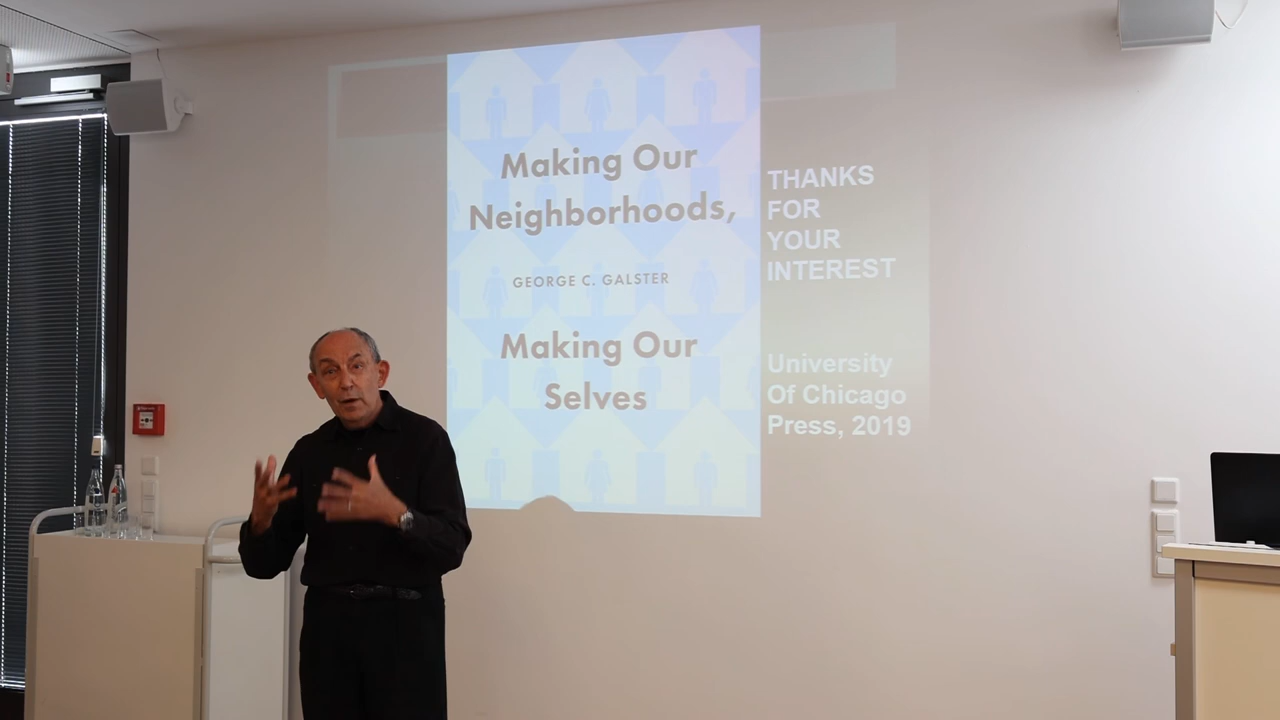 Making Our
Neighborhoods,
GEORGE C. GALSTER
Making Our
Selves
THANKS
FOR
YOUR
INTEREST
University
Of Chicago
Press, 2019